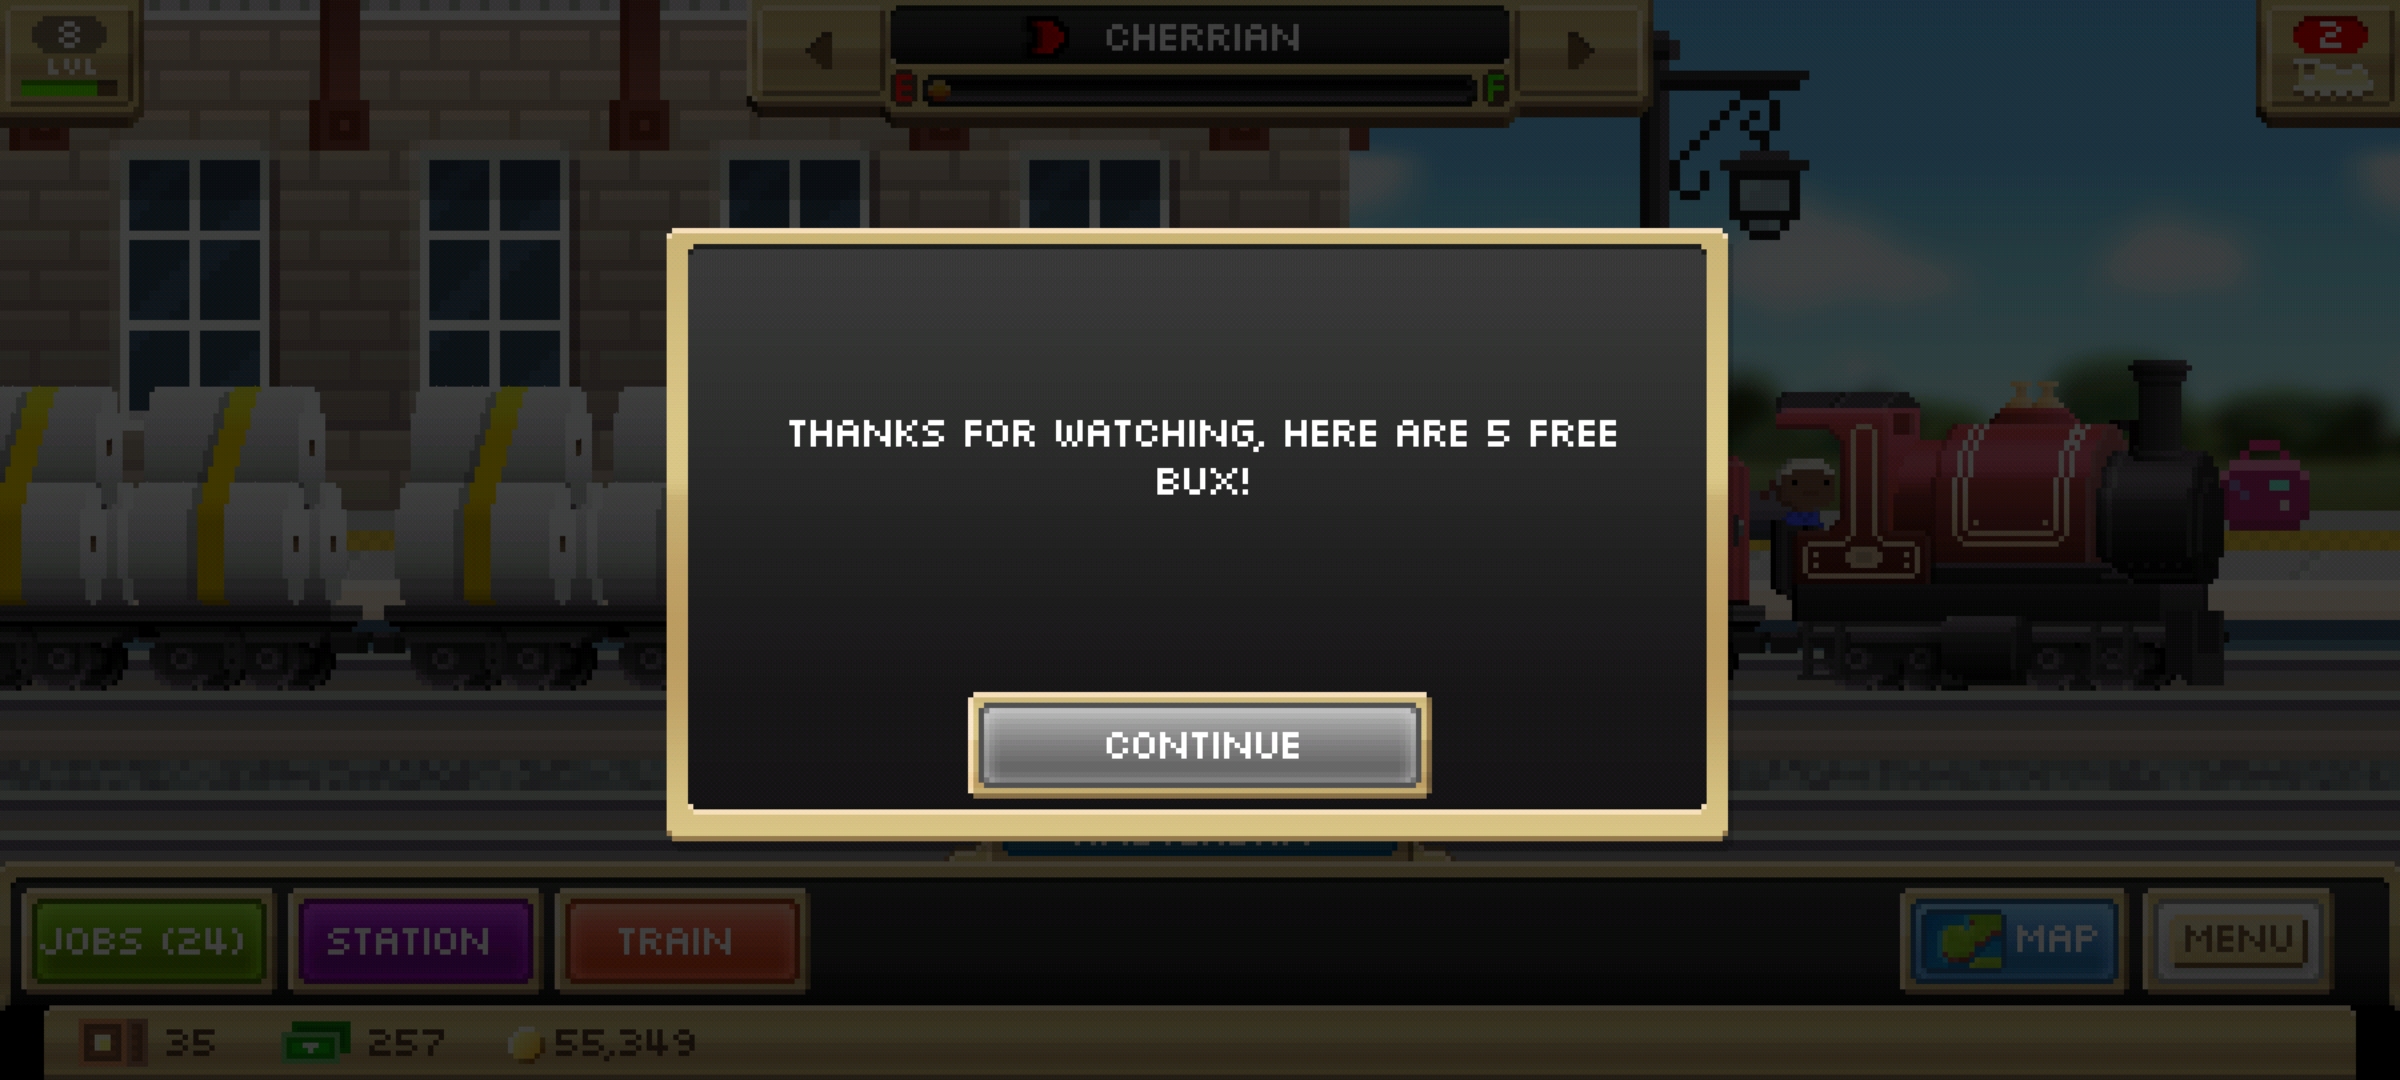 8
LVL
CHERRIAN
E F
2
THANKS FOR WATCHING, HERE ARE 5 FREE
BUX!
CONTINUE
JOBS (24) STATION TRAIN MAP MENU
35 257 55,349